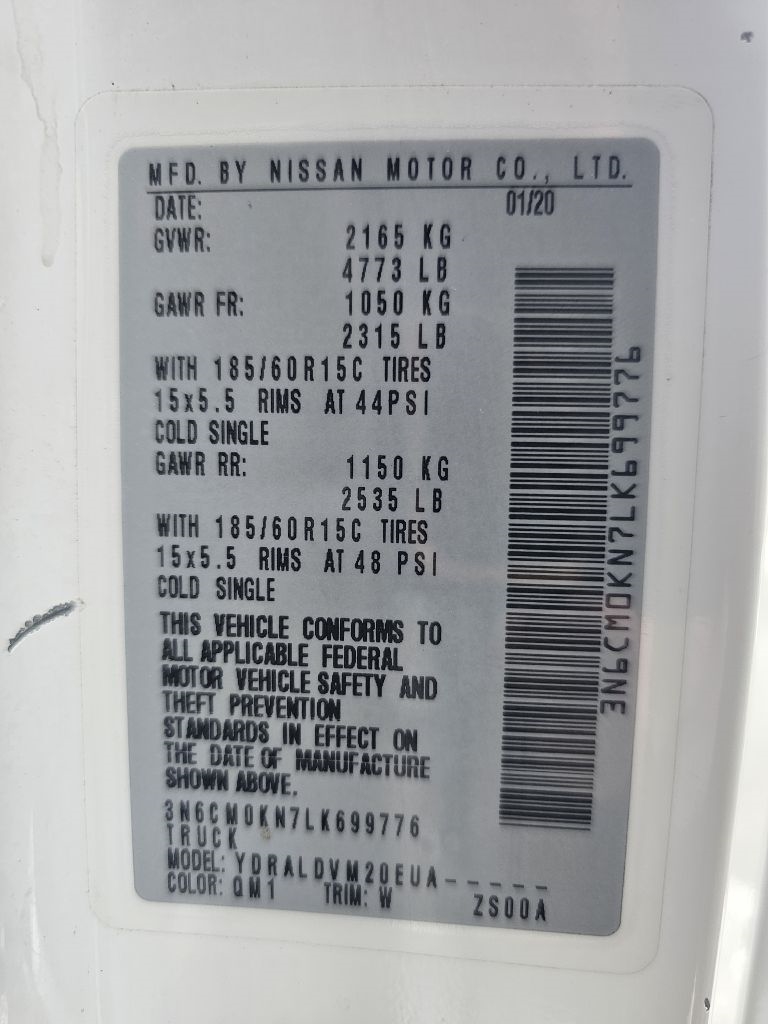 MFD. BY NISSAN MOTOR CO., LTD.
DATE: 01/20
GVWR: 2165 KG
4773 LB
GAWR FR: 1050 KG
2315 LB
WITH 185/60R15C TIRES
15x5.5 RIMS AT 44PSI
COLD SINGLE
GAWR RR: 1150 KG
2535 LB
WITH 185/60R15C TIRES
15x5.5 RIMS AT 48 PSI
COLD SINGLE
THIS VEHICLE CONFORMS TO
ALL APPLICABLE FEDERAL
MOTOR VEHICLE SAFETY AND
THEFT PREVENTION
STANDARDS IN EFFECT ON
THE DATE OF MANUFACTURE
SHOWN ABOVE.
3N6CM0KN7LK699776
TRUCK
MODEL: YDRALDVM20EUA-----
COLOR: QM1 TRIM: W ZS00A
3N6CM0KN7LK699776